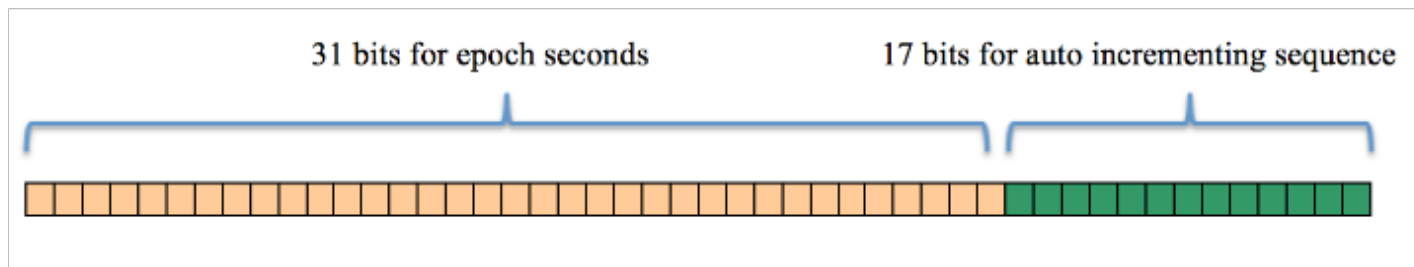 31 bits for epoch seconds
17 bits for auto incrementing sequence